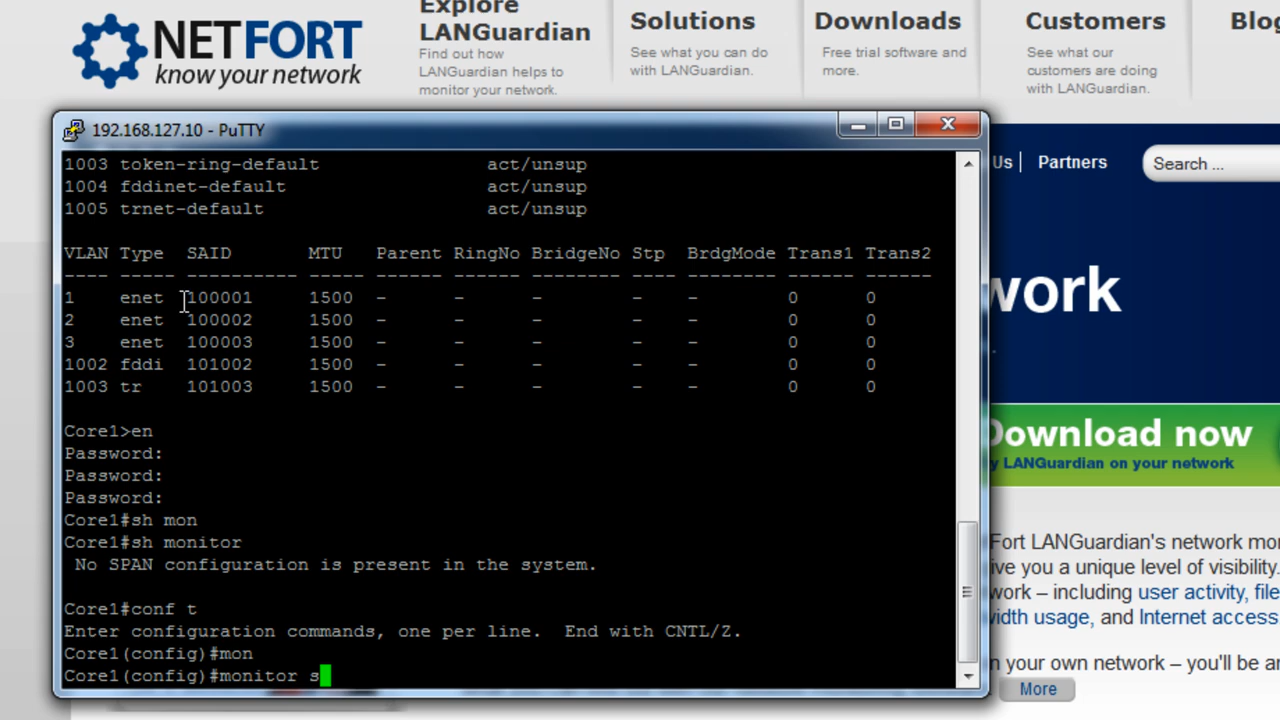 NETFORT
know your network
Explore
LANGuardian
Find out how
LANGuardian helps to
monitor your network.
Solutions
See what you can do
with LANGuardian.
Downloads
Free trial software and
more.
Customers
See what our
customers are doing
with LANGuardian.
Blog
Us | Partners
Search ...
192.168.127.10 - PuTTY
1003 token-ring-default act/unsup
1004 fddinet-default act/unsup
1005 trnet-default act/unsup
VLAN Type SAID MTU Parent RingNo BridgeNo Stp BrdgMode Trans1 Trans2
---- ----- ---------- ----- ------ ------ -------- ---- -------- ------ ------
1 enet 100001 1500 - - - - - 0 0
2 enet 100002 1500 - - - - - 0 0
3 enet 100003 1500 - - - - - 0 0
1002 fddi 101002 1500 - - - - - 0 0
1003 tr 101003 1500 - - - - - 0 0
Core1>en
Password:
Password:
Password:
Core1#sh mon
Core1#sh monitor
No SPAN configuration is present in the system.
Core1#conf t
Enter configuration commands, one per line. End with CNTL/Z.
Core1(config)#mon
Core1(config)#monitor s
work
Download now
y LANGuardian on your network
Fort LANGuardian's network mon
ive you a unique level of visibility.
work – including user activity, file
width usage, and Internet access
n your own network – you'll be a
More